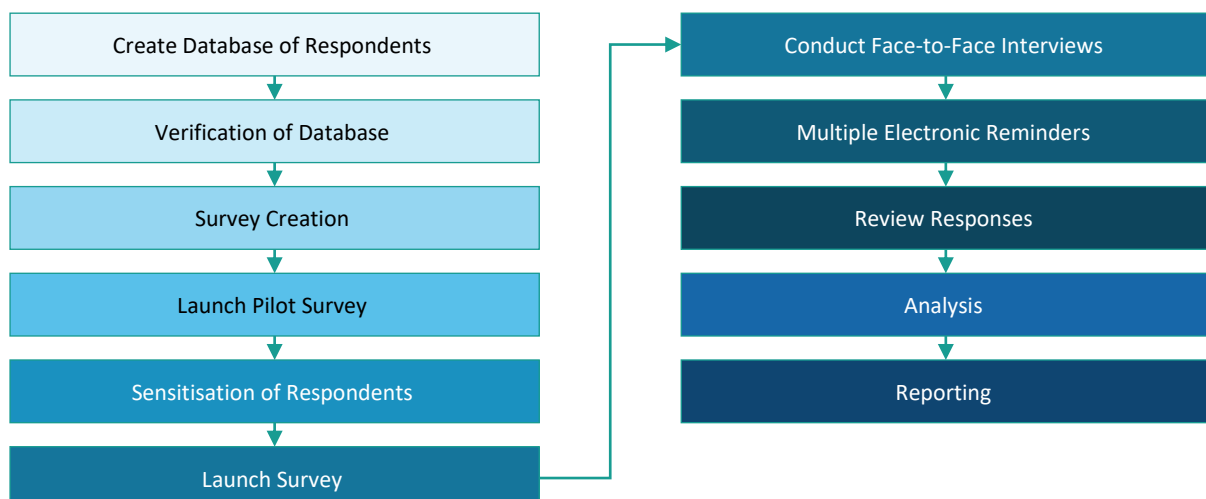 Create Database of Respondents
Verification of Database
Survey Creation
Launch Pilot Survey
Sensitisation of Respondents
Launch Survey
Conduct Face-to-Face Interviews
Multiple Electronic Reminders
Review Responses
Analysis
Reporting